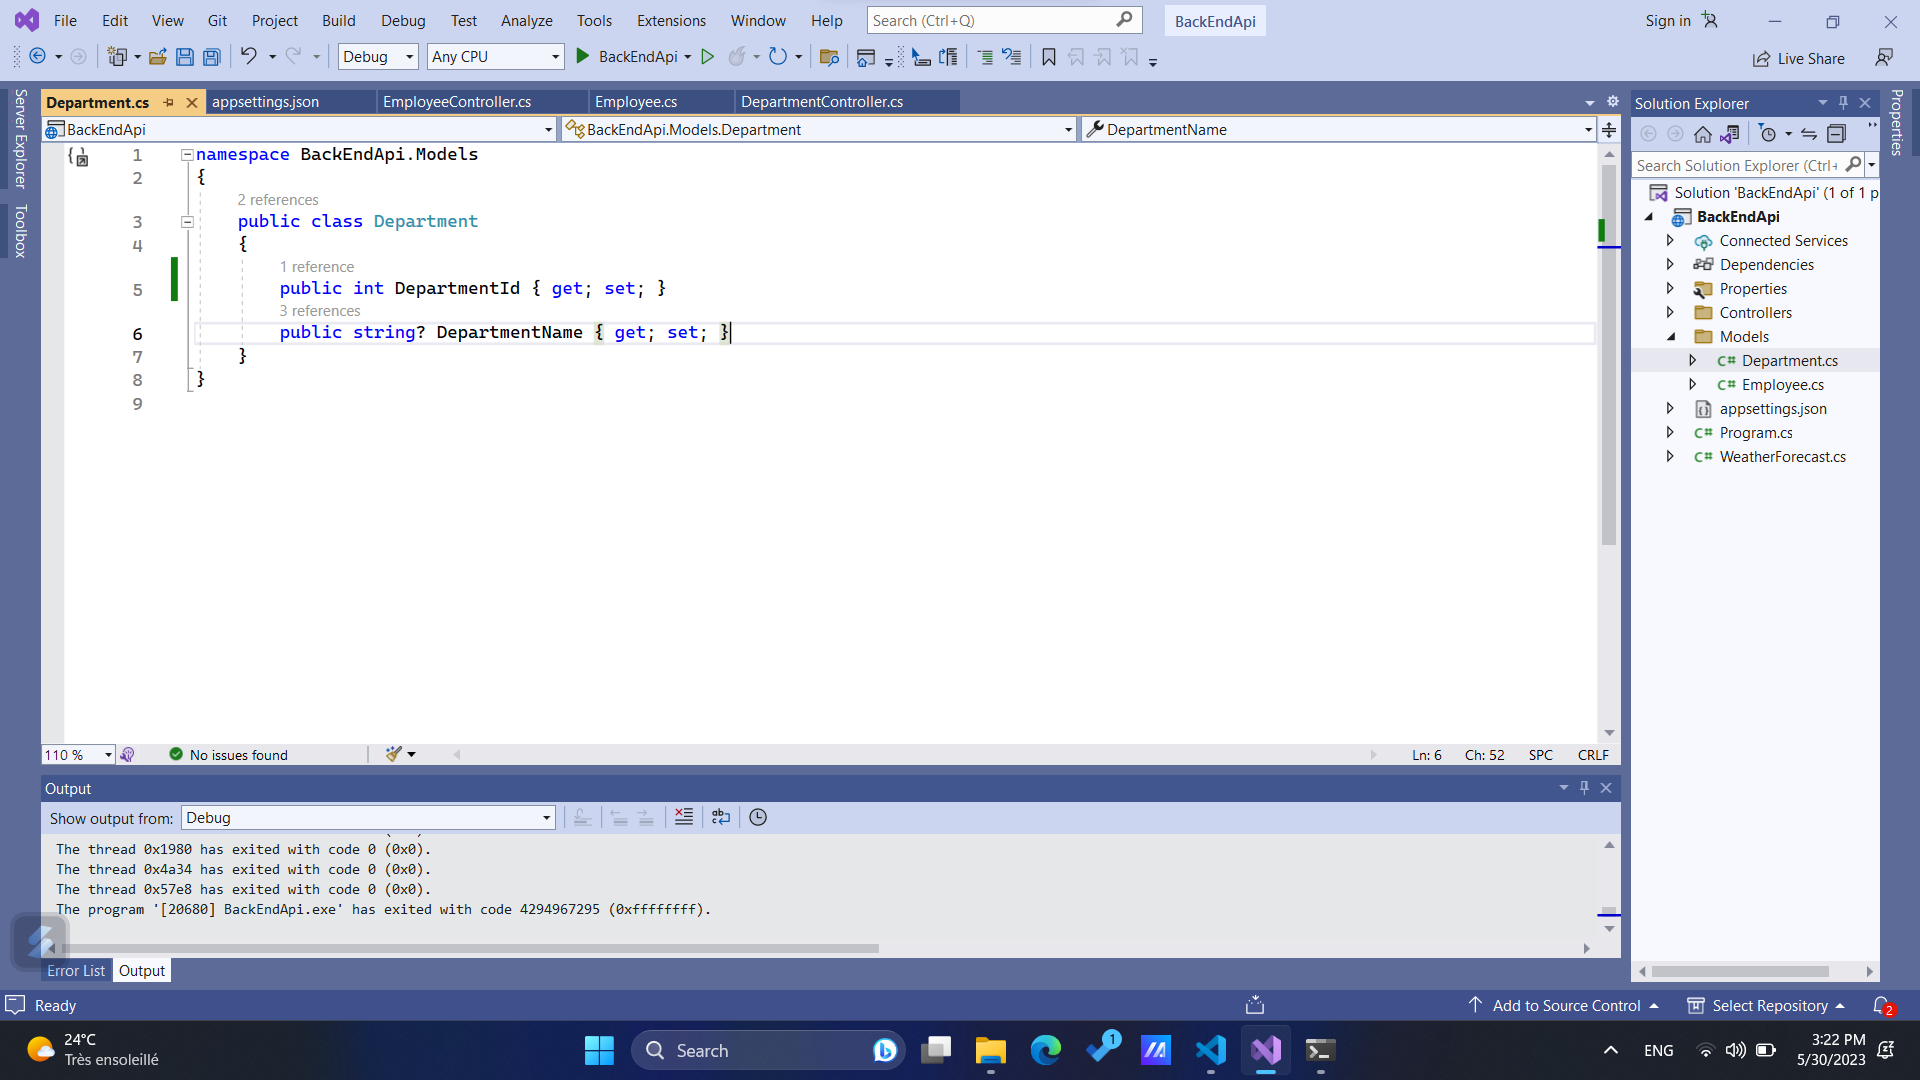 File Edit View Git Project Build Debug Test Analyze Tools Extensions Window Help Search (Ctrl+Q) BackEndApi Sign in
Debug Any CPU BackEndApi Live Share
Server Explorer
Toolbox
Department.cs appsettings.json EmployeeController.cs Employee.cs DepartmentController.cs
BackEndApi BackEndApi.Models.Department DepartmentName
1 namespace BackEndApi.Models
2 {
2 references
3 public class Department
4 {
1 reference
5 public int DepartmentId { get; set; }
3 references
6 public string? DepartmentName { get; set; }
7 }
8 }
9
110 % No issues found Ln: 6 Ch: 52 SPC CRLF
Output
Show output from: Debug
The thread 0x1980 has exited with code 0 (0x0).
The thread 0x4a34 has exited with code 0 (0x0).
The thread 0x57e8 has exited with code 0 (0x0).
The program '[20680] BackEndApi.exe' has exited with code 4294967295 (0xffffffff).
Error List Output
Solution Explorer
Search Solution Explorer (Ctrl+
Solution 'BackEndApi' (1 of 1 p
BackEndApi
Connected Services
Dependencies
Properties
Controllers
Models
C# Department.cs
C# Employee.cs
appsettings.json
C# Program.cs
C# WeatherForecast.cs
Properties
Ready Add to Source Control Select Repository 2
24°C
Très ensoleillé
Search
1
ENG
3:22 PM
5/30/2023